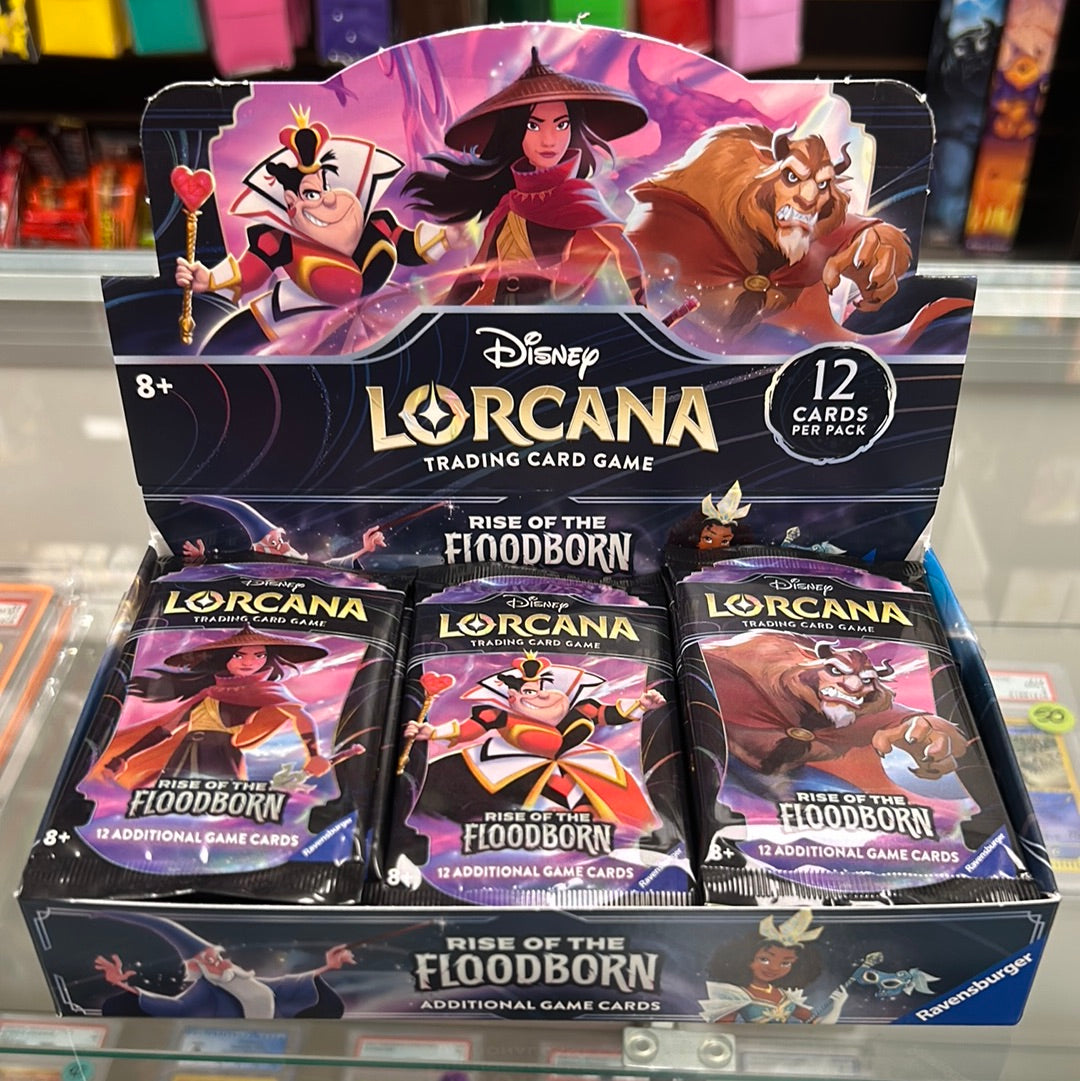 Disney
LORCANA
TRADING CARD GAME
8+
12
CARDS
PER PACK
RISE OF THE
FLOODBORN
Disney
LORCANA
TRADING CARD GAME
RISE OF THE
FLOODBORN
8+
12 ADDITIONAL GAME CARDS
Ravensburger
Disney
LORCANA
TRADING CARD GAME
RISE OF THE
FLOODBORN
8+
12 ADDITIONAL GAME CARDS
Ravensburger
Disney
LORCANA
TRADING CARD GAME
RISE OF THE
FLOODBORN
8+
12 ADDITIONAL GAME CARDS
Ravensburger
RISE OF THE
FLOODBORN
ADDITIONAL GAME CARDS
Ravensburger